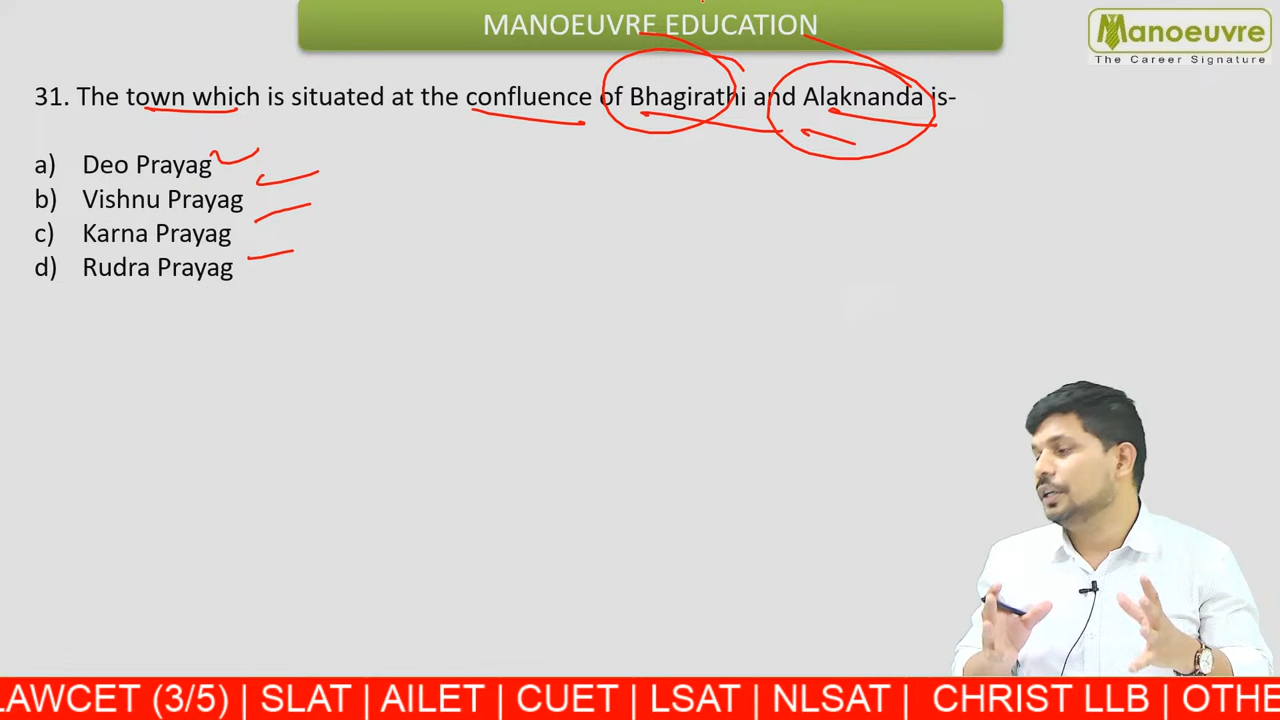 MANOEUVRE EDUCATION
Manoeuvre
The Career Signature
31. The town which is situated at the confluence of Bhagirathi and Alaknanda is-
a) Deo Prayag
b) Vishnu Prayag
c) Karna Prayag
d) Rudra Prayag
AWCET (3/5) | SLAT | AILET | CUET | LSAT | NLSAT | CHRIST LLB | OTHE